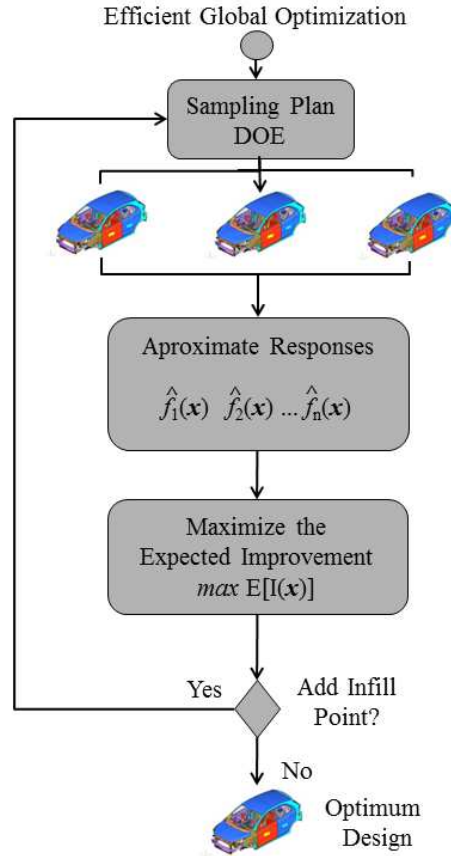 Efficient Global Optimization
Sampling Plan
DOE
Aproximate Responses
f̂₁(x) f̂₂(x) ... f̂ₙ(x)
Maximize the
Expected Improvement
max E[I(x)]
Yes
Add Infill
Point?
No
Optimum
Design